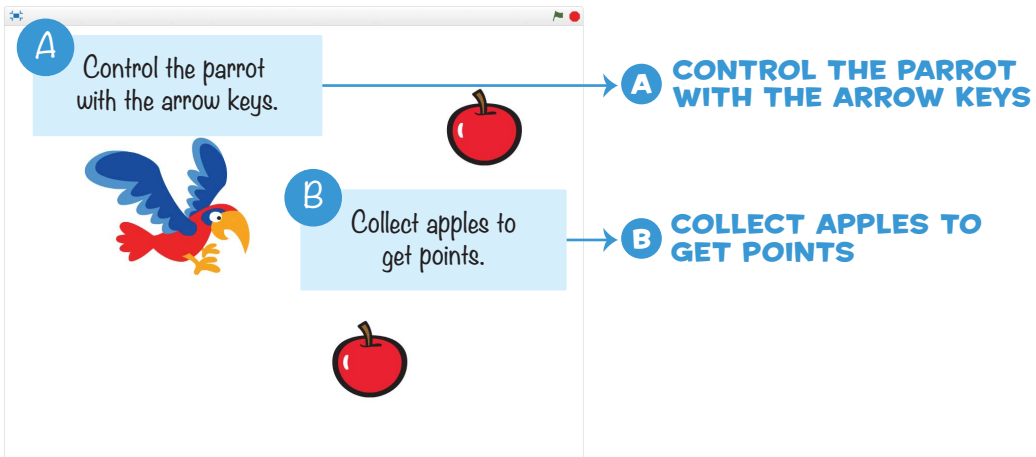 A
Control the parrot
with the arrow keys.
A
CONTROL THE PARROT
WITH THE ARROW KEYS
B
Collect apples to
get points.
B
COLLECT APPLES TO
GET POINTS